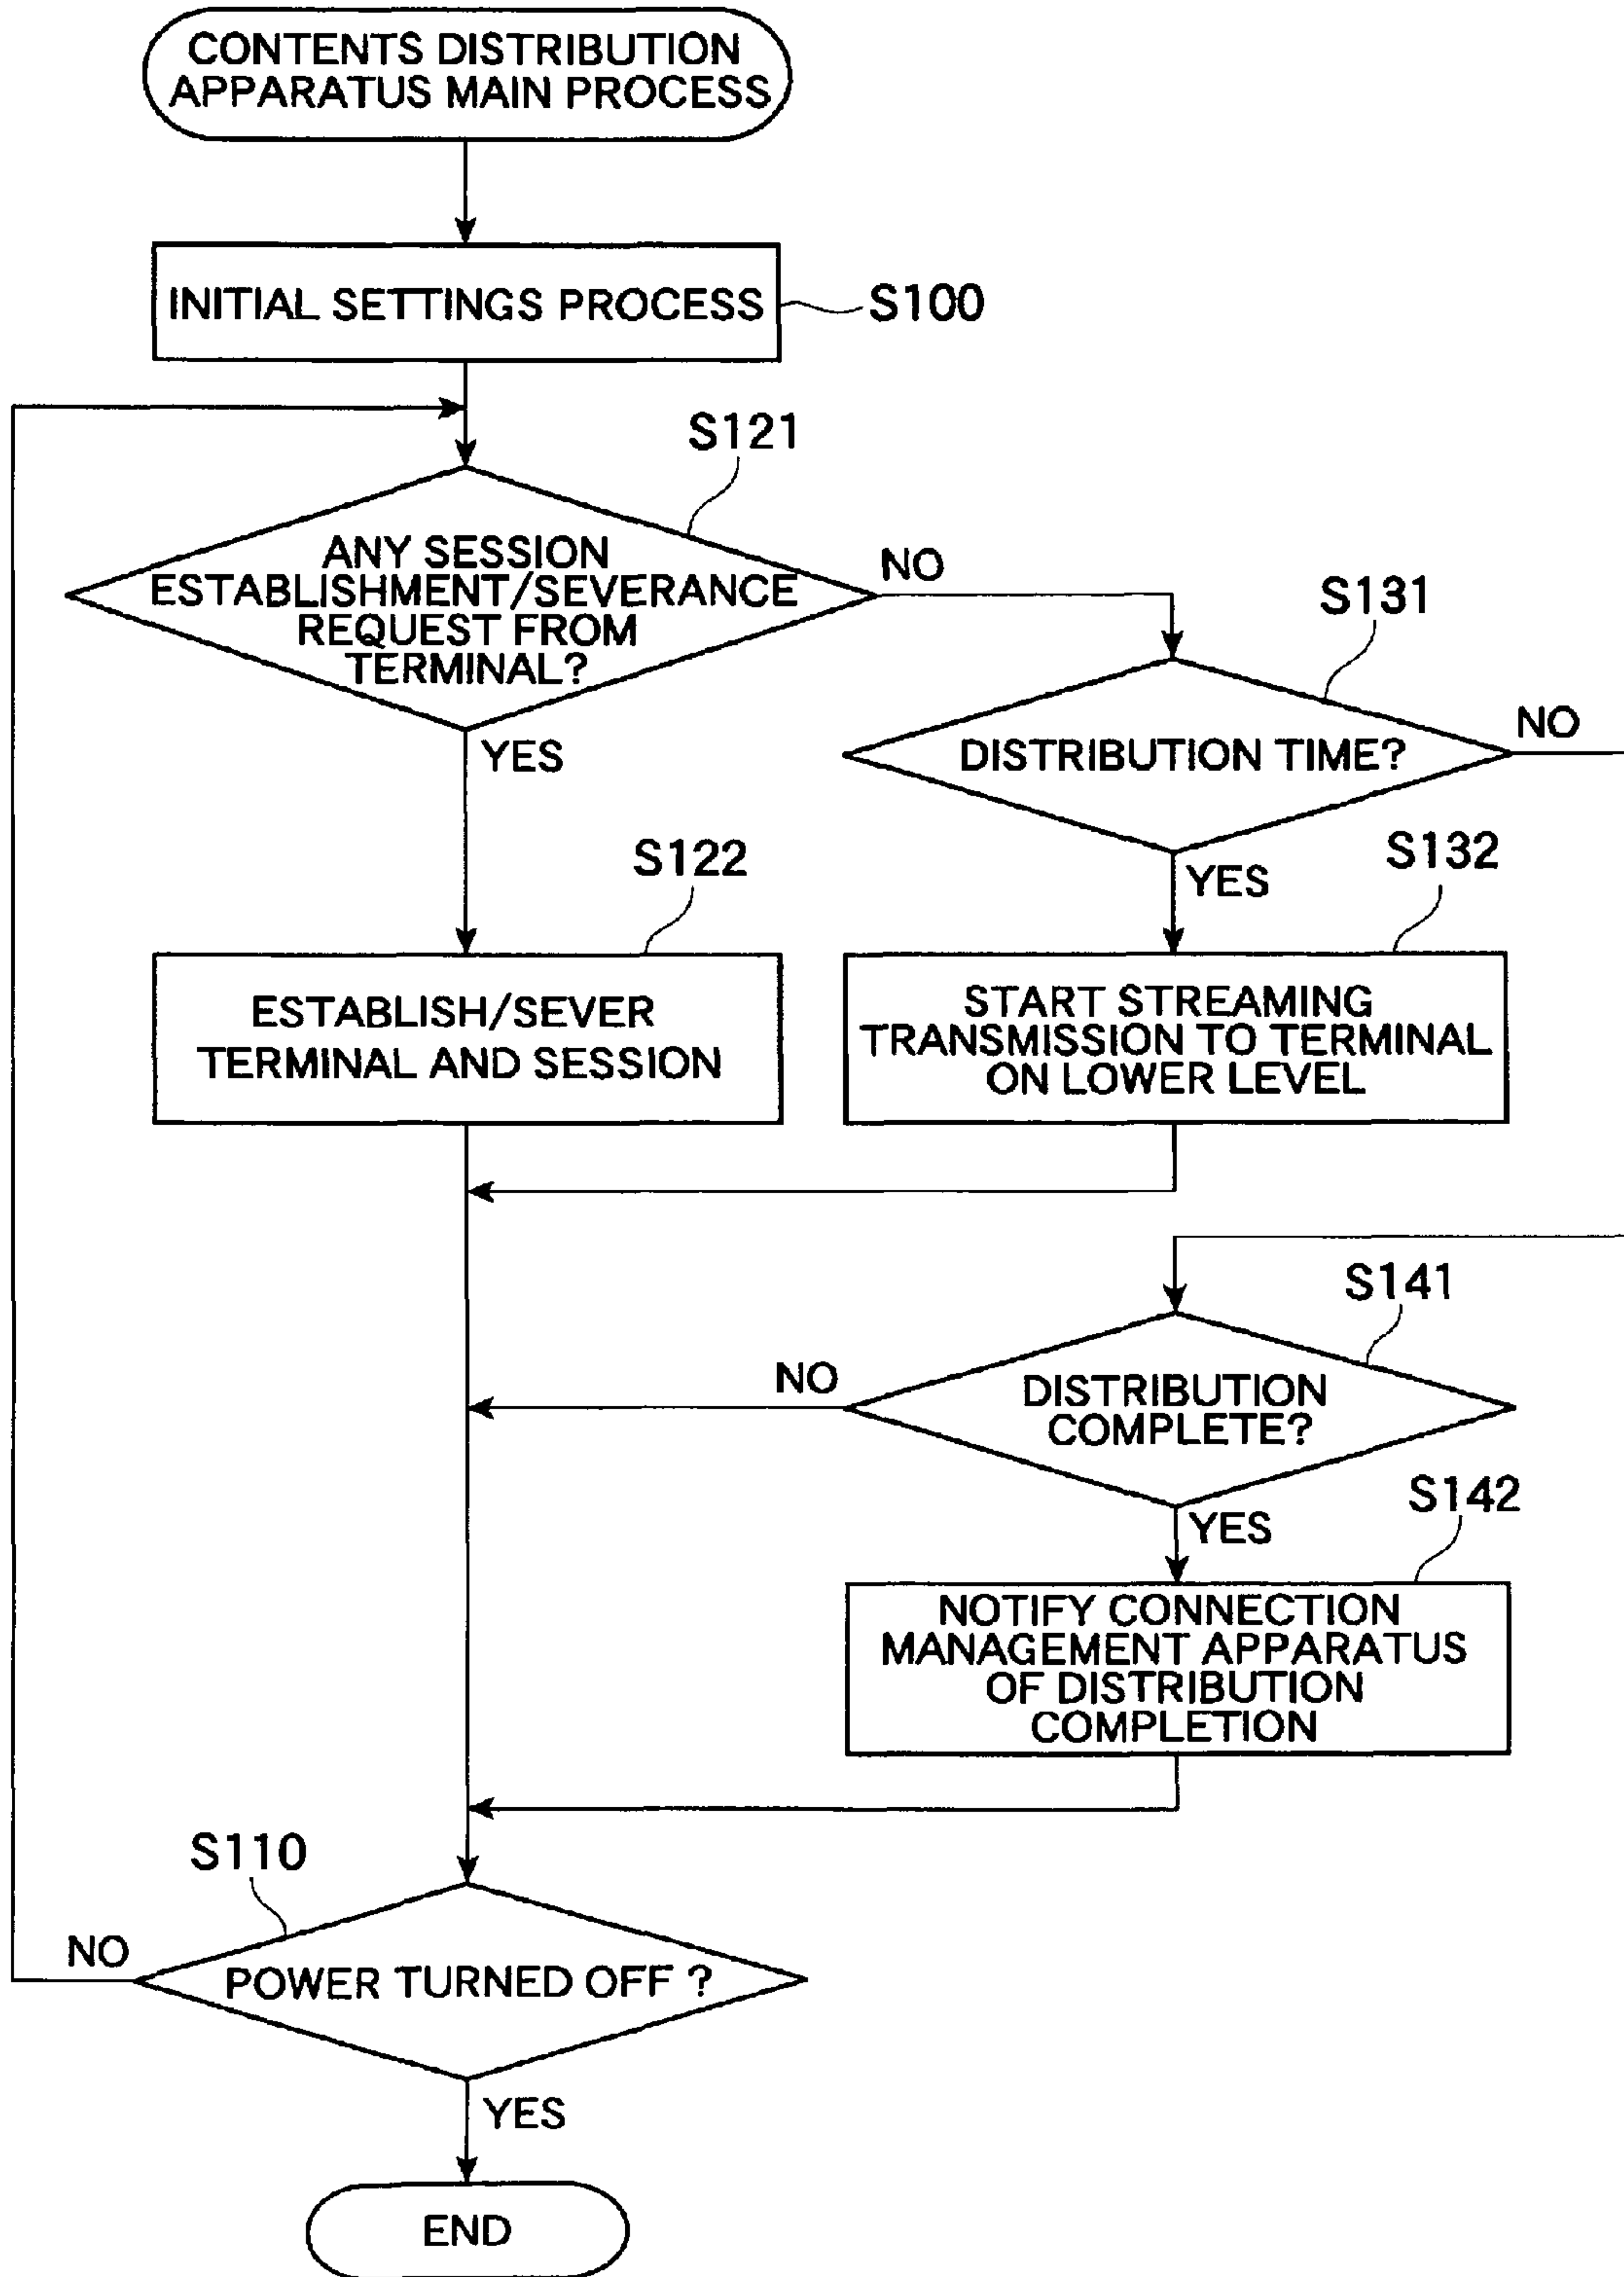 CONTENTS DISTRIBUTION
APPARATUS MAIN PROCESS
INITIAL SETTINGS PROCESS
S100
S121
ANY SESSION
ESTABLISHMENT/SEVERANCE
REQUEST FROM
TERMINAL?
NO
YES
S131
DISTRIBUTION TIME?
NO
YES
S122
ESTABLISH/SEVER
TERMINAL AND SESSION
S132
START STREAMING
TRANSMISSION TO TERMINAL
ON LOWER LEVEL
S141
DISTRIBUTION
COMPLETE?
NO
YES
S142
NOTIFY CONNECTION
MANAGEMENT APPARATUS
OF DISTRIBUTION
COMPLETION
S110
POWER TURNED OFF ?
NO
YES
END